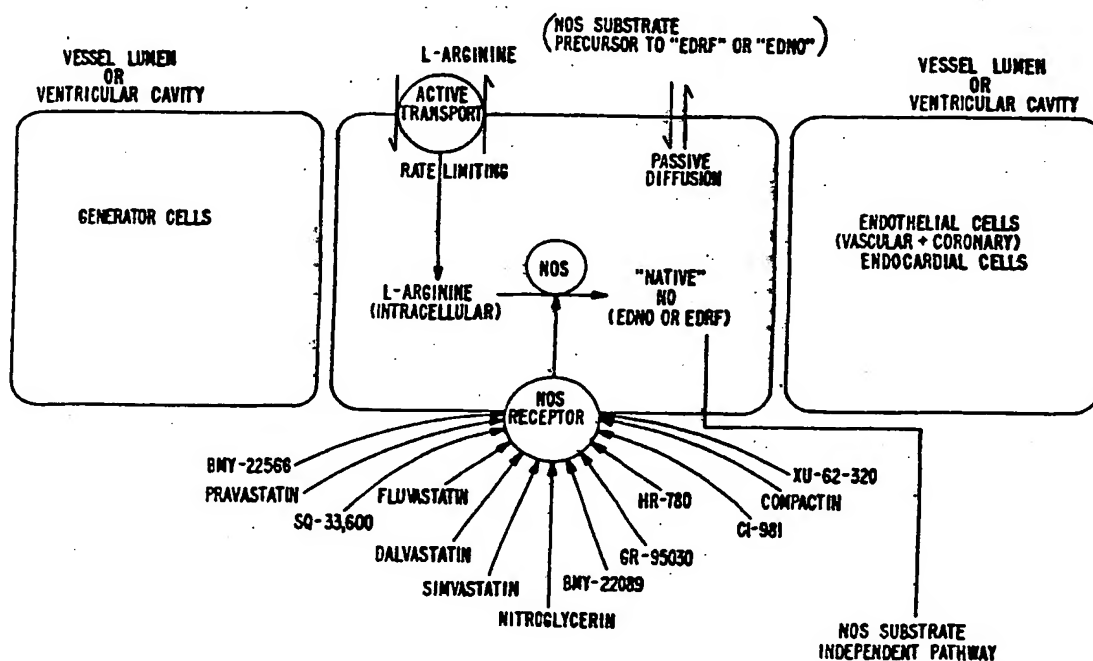 (NOS SUBSTRATE
PRECURSOR TO "EDRF" OR "EDNO")
L-ARGININE
VESSEL LUMEN
OR
VENTRICULAR CAVITY
VESSEL LUMEN
OR
VENTRICULAR CAVITY
ACTIVE
TRANSPORT
RATE LIMITING
PASSIVE
DIFFUSION
GENERATOR CELLS
ENDOTHELIAL CELLS
(VASCULAR + CORONARY)
ENDOCARDIAL CELLS
NOS
L-ARGININE
(INTRACELLULAR)
"NATIVE"
NO
(EDNO OR EDRF)
NOS
RECEPTOR
BMY-22566
PRAVASTATIN
SQ-33,600
FLUVASTATIN
DALVASTATIN
SIMVASTATIN
NITROGLYCERIN
BMY-22089
GR-95030
HR-780
CI-981
COMPACTIN
XU-62-320
NOS SUBSTRATE
INDEPENDENT PATHWAY